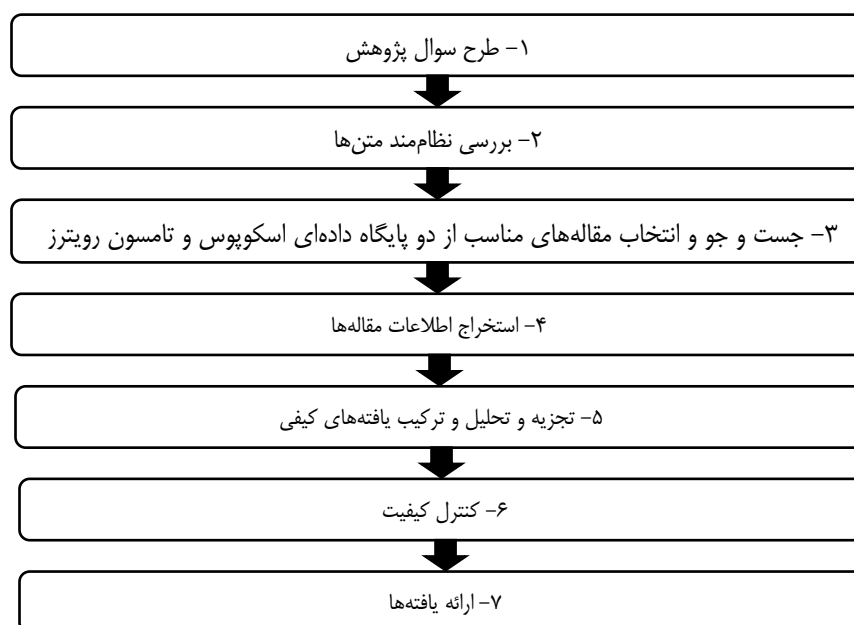 ۱- طرح سوال پژوهش
۲- بررسی نظام‌مند متن‌ها
۳- جست و جو و انتخاب مقاله‌های مناسب از دو پایگاه داده‌ای اسکوپوس و تامسون رویترز
۴- استخراج اطلاعات مقاله‌ها
۵- تجزیه و تحلیل و ترکیب یافته‌های کیفی
۶- کنترل کیفیت
۷- ارائه یافته‌ها